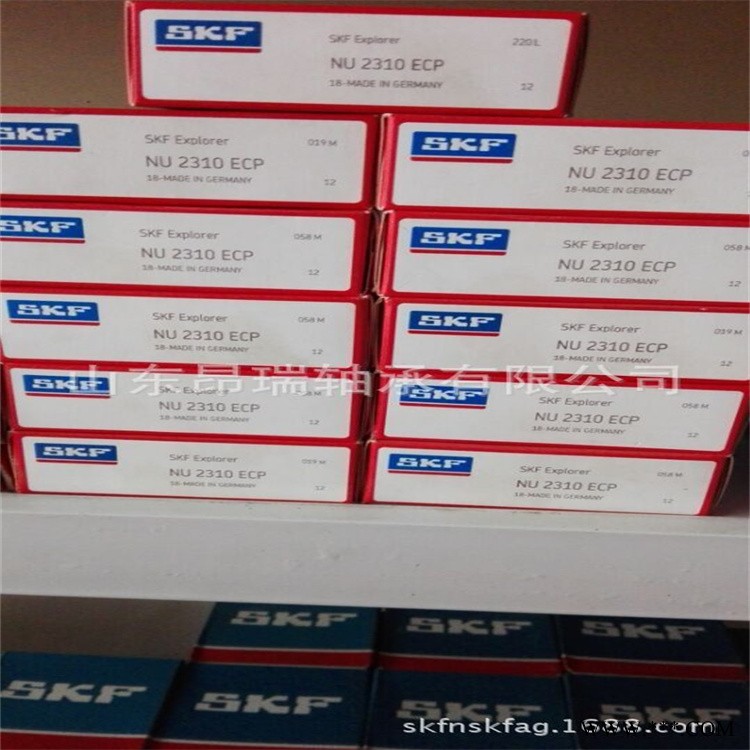 SKF
SKF Explorer
220L
NU 2310 ECP
18-MADE IN GERMANY
12
SKF
SKF Explorer
019 M
NU 2310 ECP
18-MADE IN GERMANY
12
SKF
SKF Explorer
NU 2310 ECP
18-MADE IN GERMANY
12
SKF
SKF Explorer
058 M
NU 2310 ECP
18-MADE IN GERMANY
12
SKF
SKF Explorer
058 M
NU 2310 ECP
18-MADE IN GERMANY
12
SKF
SKF Explorer
058 M
NU 2310 ECP
18-MADE IN GERMANY
12
SKF
SKF Explorer
019 M
NU 2310 ECP
18-MADE IN GERMANY
12
山东昂瑞轴承有限公司
SKF
SKF Explorer
NU 2310 ECP
18-MADE IN GERMANY
12
SKF
SKF Explorer
058 M
NU 2310 ECP
18-MADE IN GERMANY
12
SKF
SKF Explorer
019 M
NU 2310 ECP
18-MADE IN GERMANY
12
SKF
SKF Explorer
058 M
NU 2310 ECP
18-MADE IN GERMANY
12
SKF
SKF
SKF
SKF
SKF
SKF
skfnskfag.1688.com